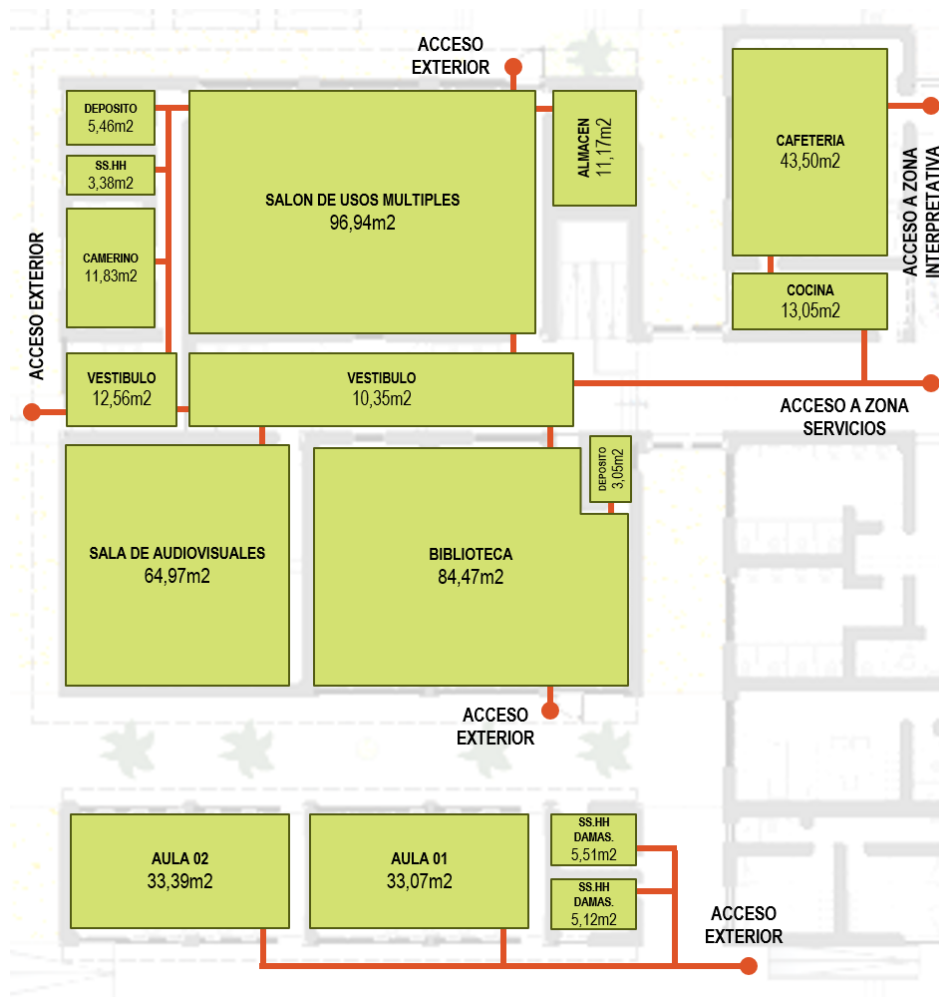 ACCESO
EXTERIOR
DEPOSITO
5,46m2
SS.HH
3,38m2
CAMERINO
11,83m2
SALON DE USOS MULTIPLES
96,94m2
ALMACEN
11,17m2
CAFETERIA
43,50m2
COCINA
13,05m2
ACCESO A ZONA
INTERPRETATIVA
ACCESO EXTERIOR
VESTIBULO
12,56m2
VESTIBULO
10,35m2
ACCESO A ZONA
SERVICIOS
SALA DE AUDIOVISUALES
64,97m2
BIBLIOTECA
84,47m2
DEPOSITO
3,05m2
ACCESO
EXTERIOR
AULA 02
33,39m2
AULA 01
33,07m2
SS.HH
DAMAS.
5,51m2
SS.HH
DAMAS.
5,12m2
ACCESO
EXTERIOR